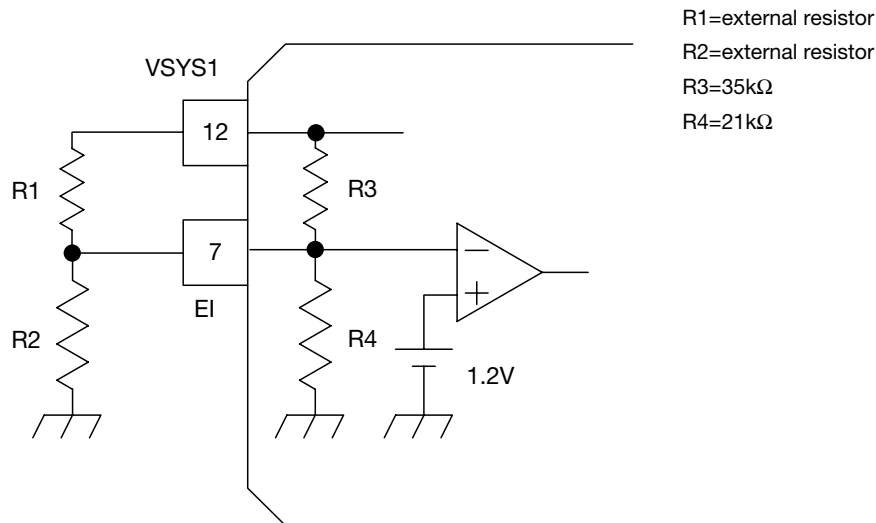 R1=external resistor
R2=external resistor
R3=35kΩ
R4=21kΩ
VSYS1
12
R1
R3
7
−
+
EI
R2
R4
1.2V